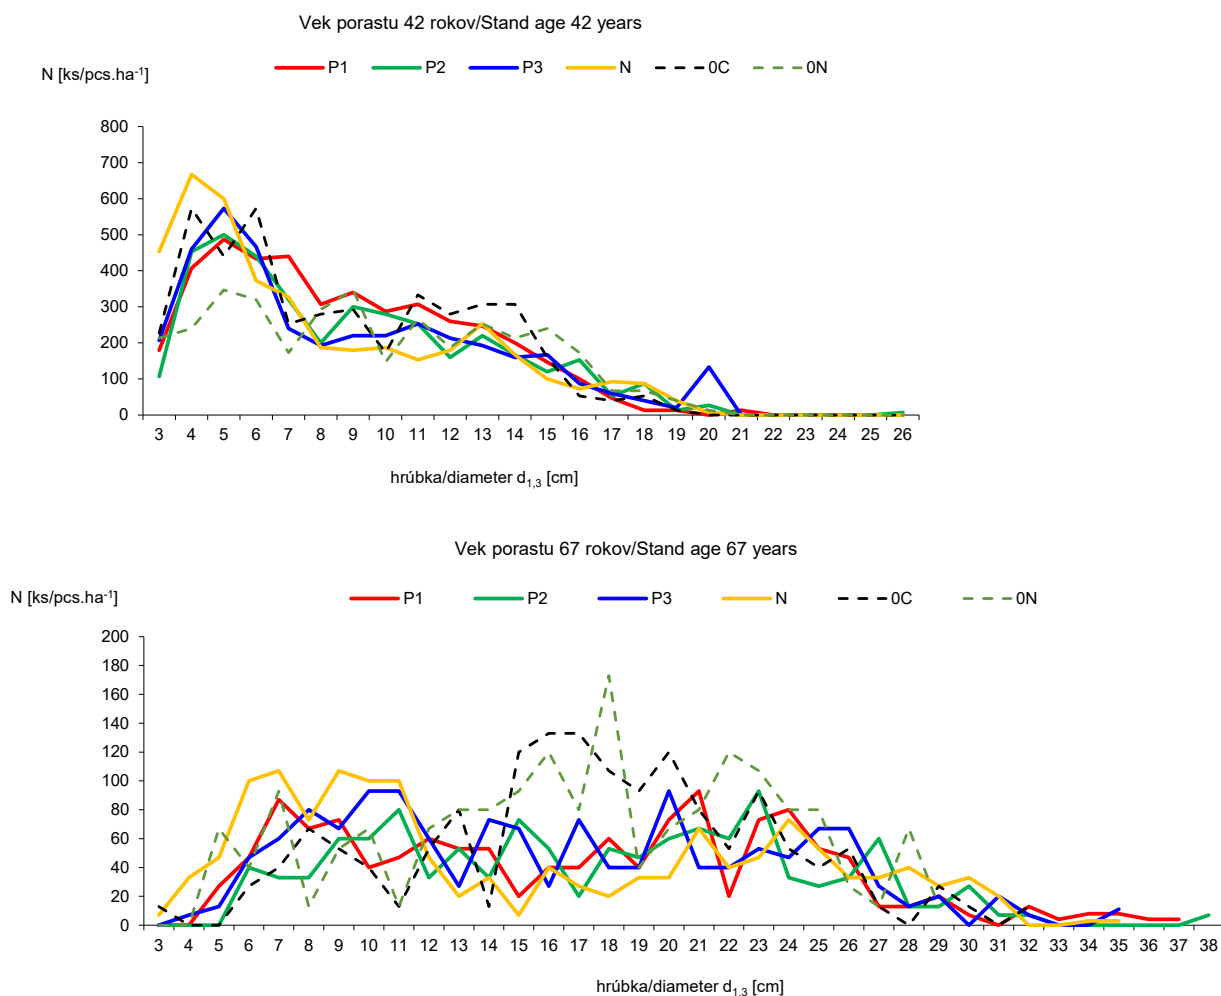 Vek porastu 42 rokov/Stand age 42 years
N [ks/pcs.ha-1]
P1 P2 P3 N 0C 0N
800
700
600
500
400
300
200
100
0
3 4 5 6 7 8 9 10 11 12 13 14 15 16 17 18 19 20 21 22 23 24 25 26
hrúbka/diameter d1,3 [cm]
Vek porastu 67 rokov/Stand age 67 years
N [ks/pcs.ha-1]
P1 P2 P3 N 0C 0N
200
180
160
140
120
100
80
60
40
20
0
3 4 5 6 7 8 9 10 11 12 13 14 15 16 17 18 19 20 21 22 23 24 25 26 27 28 29 30 31 32 33 34 35 36 37 38
hrúbka/diameter d1,3 [cm]